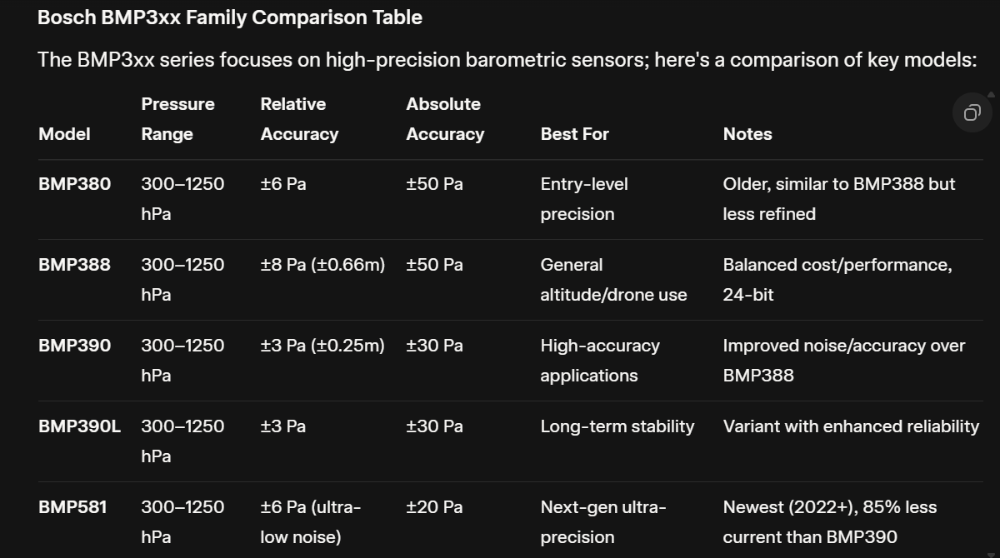 Bosch BMP3xx Family Comparison Table
The BMP3xx series focuses on high-precision barometric sensors; here's a comparison of key models:
Model Pressure Range Relative Accuracy Absolute Accuracy Best For Notes
BMP380 300–1250 hPa ±6 Pa ±50 Pa Entry-level precision Older, similar to BMP388 but less refined
BMP388 300–1250 hPa ±8 Pa (±0.66m) ±50 Pa General altitude/drone use Balanced cost/performance, 24-bit
BMP390 300–1250 hPa ±3 Pa (±0.25m) ±30 Pa High-accuracy applications Improved noise/accuracy over BMP388
BMP390L 300–1250 hPa ±3 Pa ±30 Pa Long-term stability Variant with enhanced reliability
BMP581 300–1250 hPa ±6 Pa (ultra-low noise) ±20 Pa Next-gen ultra-precision Newest (2022+), 85% less current than BMP390